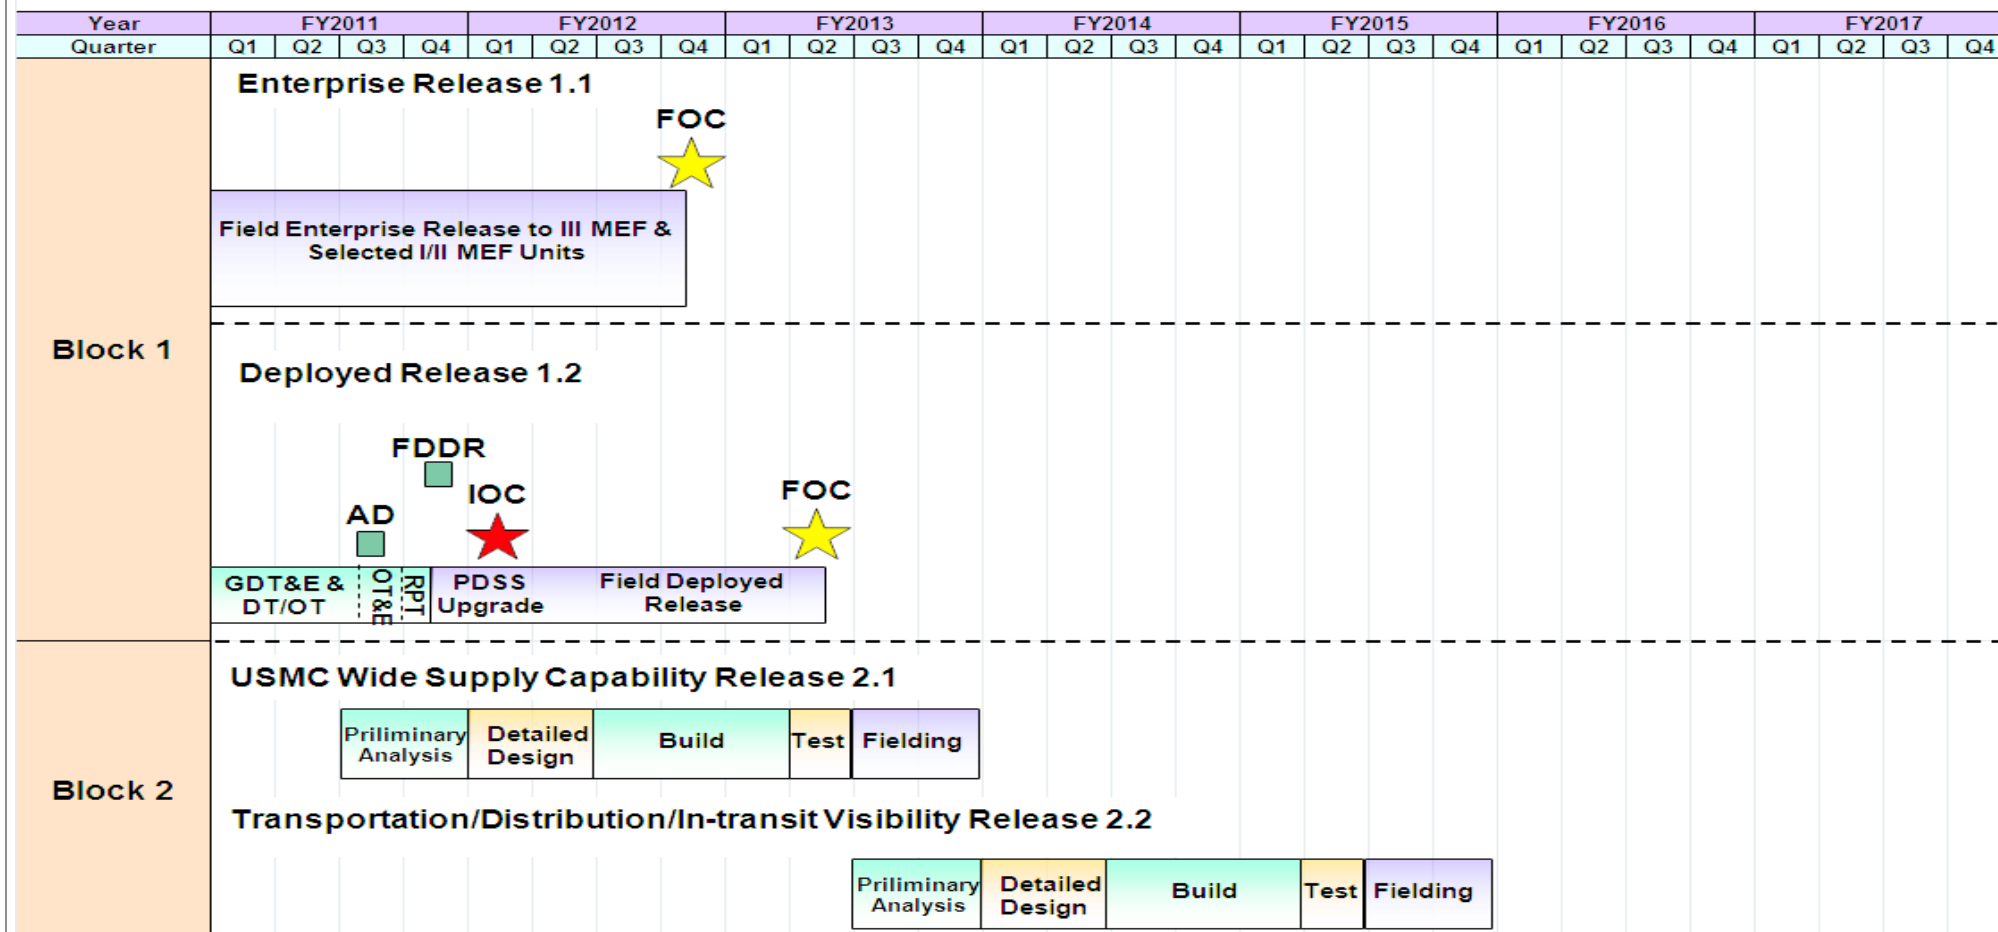 Year FY2011 FY2012 FY2013 FY2014 FY2015 FY2016 FY2017
Quarter Q1 Q2 Q3 Q4 Q1 Q2 Q3 Q4 Q1 Q2 Q3 Q4 Q1 Q2 Q3 Q4 Q1 Q2 Q3 Q4 Q1 Q2 Q3 Q4 Q1 Q2 Q3 Q4
Block 1
Enterprise Release 1.1
FOC
Field Enterprise Release to III MEF &
Selected I/II MEF Units
Deployed Release 1.2
FDDR
IOC
FOC
AD
GDT&E &
DT/OT
OT&E
RPT
PDSS
Upgrade
Field Deployed
Release
Block 2
USMC Wide Supply Capability Release 2.1
Priliminary
Analysis
Detailed
Design
Build
Test
Fielding
Transportation/Distribution/In-transit Visibility Release 2.2
Priliminary
Analysis
Detailed
Design
Build
Test
Fielding